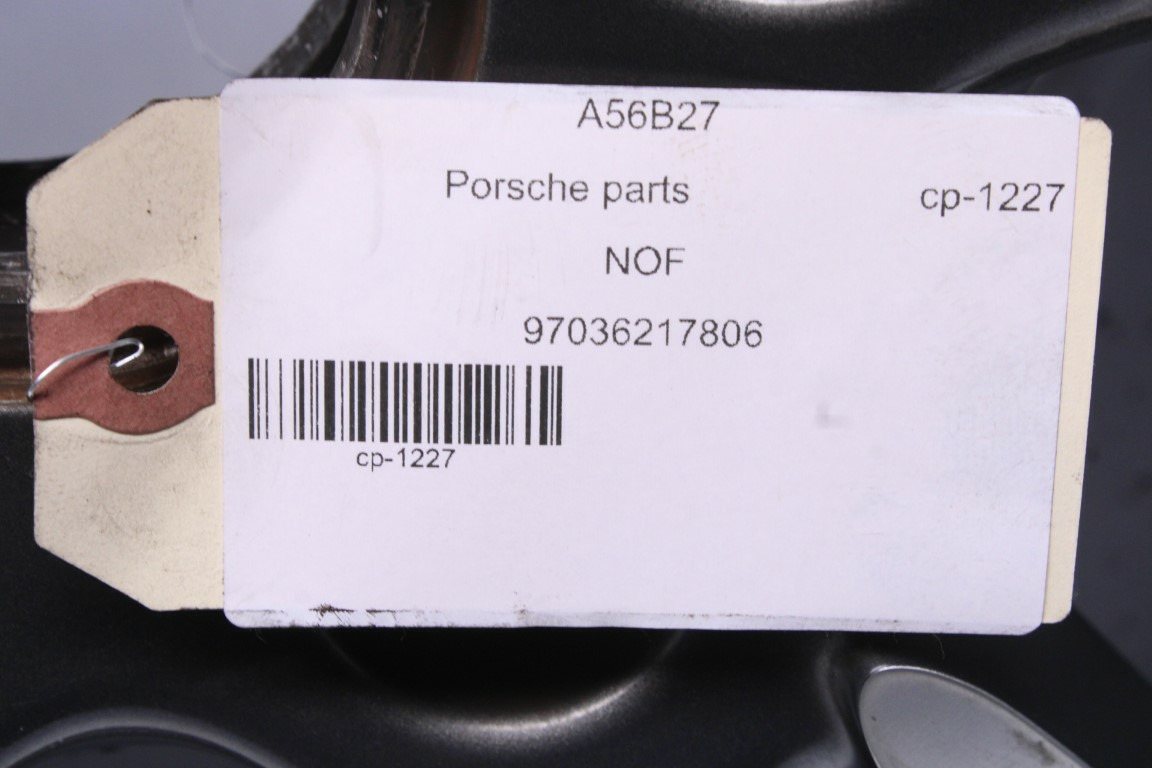 A56B27
Porsche parts cp-1227
NOF
97036217806
cp-1227